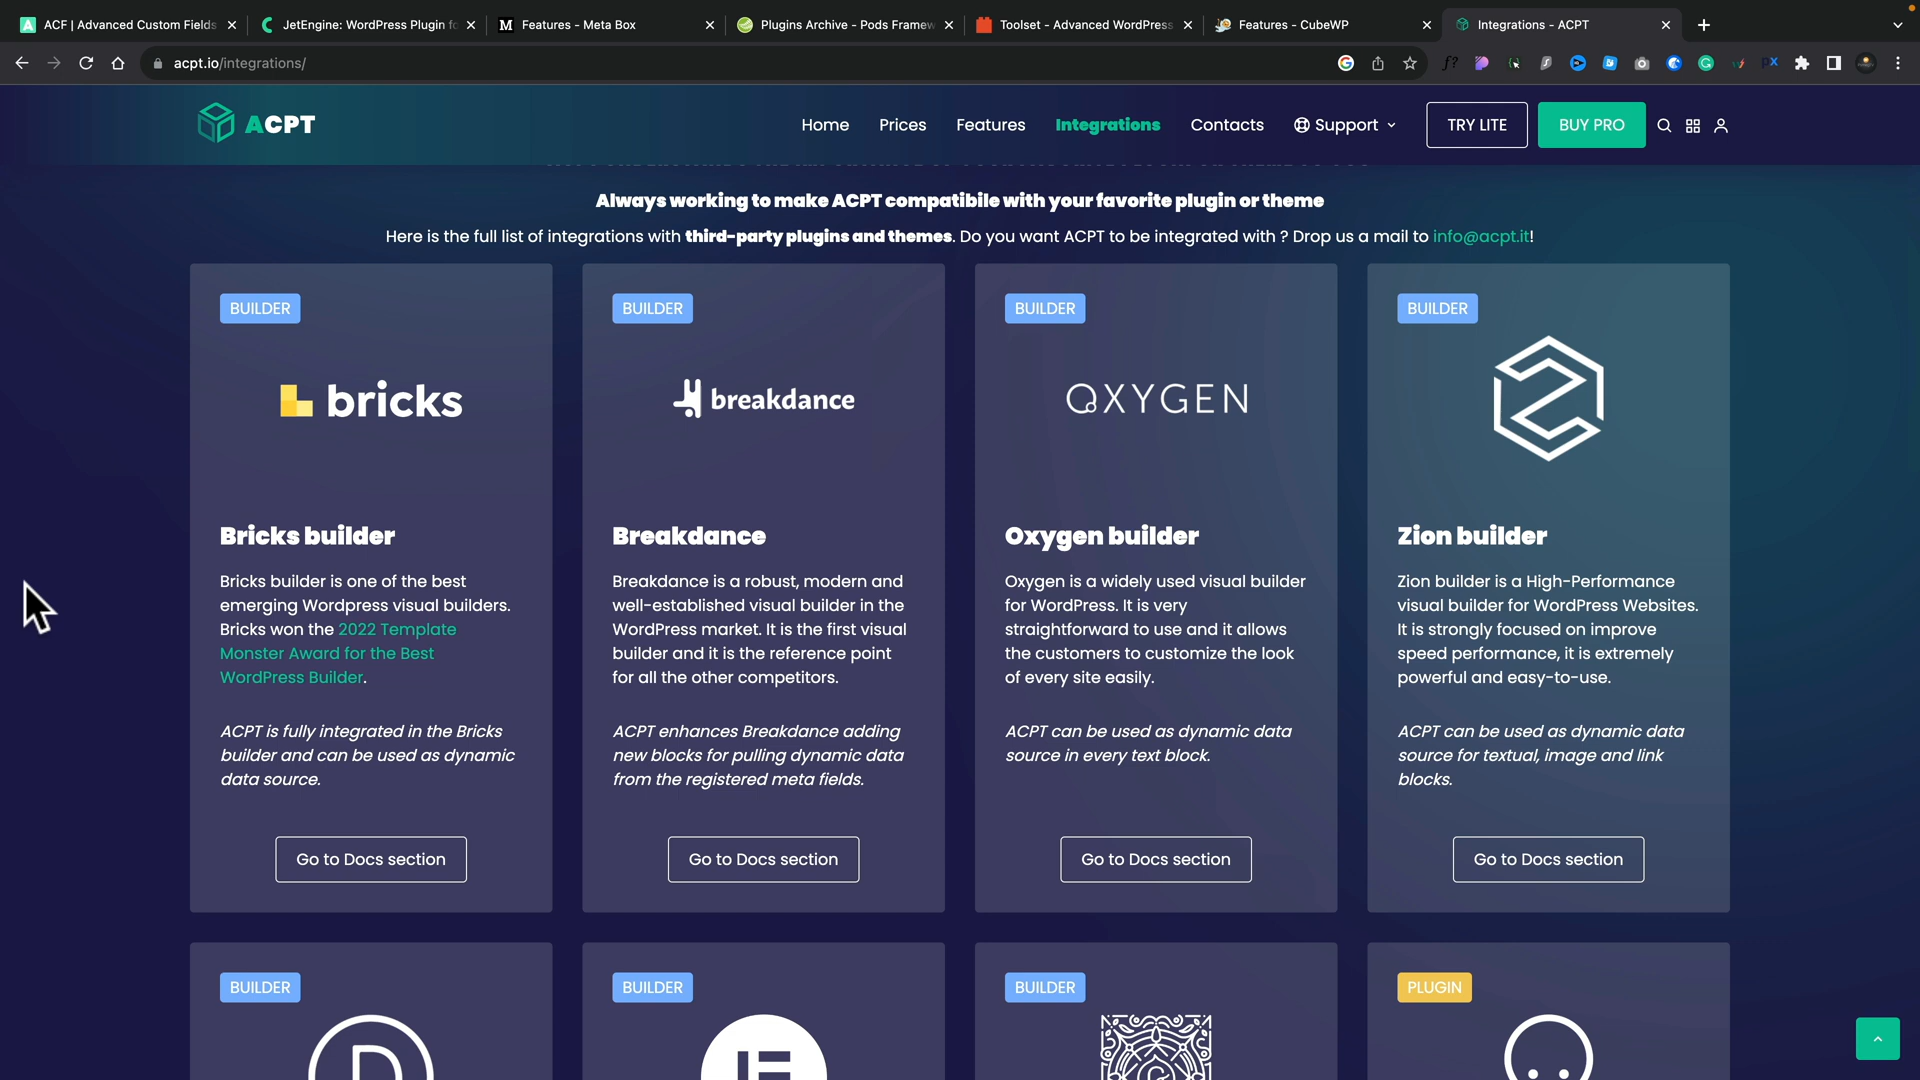 ACF | Advanced Custom Fields
JetEngine: WordPress Plugin fo
Features - Meta Box
Plugins Archive - Pods Framew
Toolset - Advanced WordPress
Features - CubeWP
Integrations - ACPT
acpt.io/integrations/
ACPT
Home
Prices
Features
Integrations
Contacts
Support
TRY LITE
BUY PRO
Always working to make ACPT compatibile with your favorite plugin or theme
Here is the full list of integrations with third-party plugins and themes. Do you want ACPT to be integrated with ? Drop us a mail to info@acpt.it!
BUILDER
bricks
Bricks builder
Bricks builder is one of the best
emerging Wordpress visual builders.
Bricks won the 2022 Template
Monster Award for the Best
WordPress Builder.
ACPT is fully integrated in the Bricks
builder and can be used as dynamic
data source.
Go to Docs section
BUILDER
breakdance
Breakdance
Breakdance is a robust, modern and
well-established visual builder in the
WordPress market. It is the first visual
builder and it is the reference point
for all the other competitors.
ACPT enhances Breakdance adding
new blocks for pulling dynamic data
from the registered meta fields.
Go to Docs section
BUILDER
OXYGEN
Oxygen builder
Oxygen is a widely used visual builder
for WordPress. It is very
straightforward to use and it allows
the customers to customize the look
of every site easily.
ACPT can be used as dynamic data
source in every text block.
Go to Docs section
BUILDER
Zion builder
Zion builder is a High-Performance
visual builder for WordPress Websites.
It is strongly focused on improve
speed performance, it is extremely
powerful and easy-to-use.
ACPT can be used as dynamic data
source for textual, image and link
blocks.
Go to Docs section
BUILDER
BUILDER
BUILDER
PLUGIN